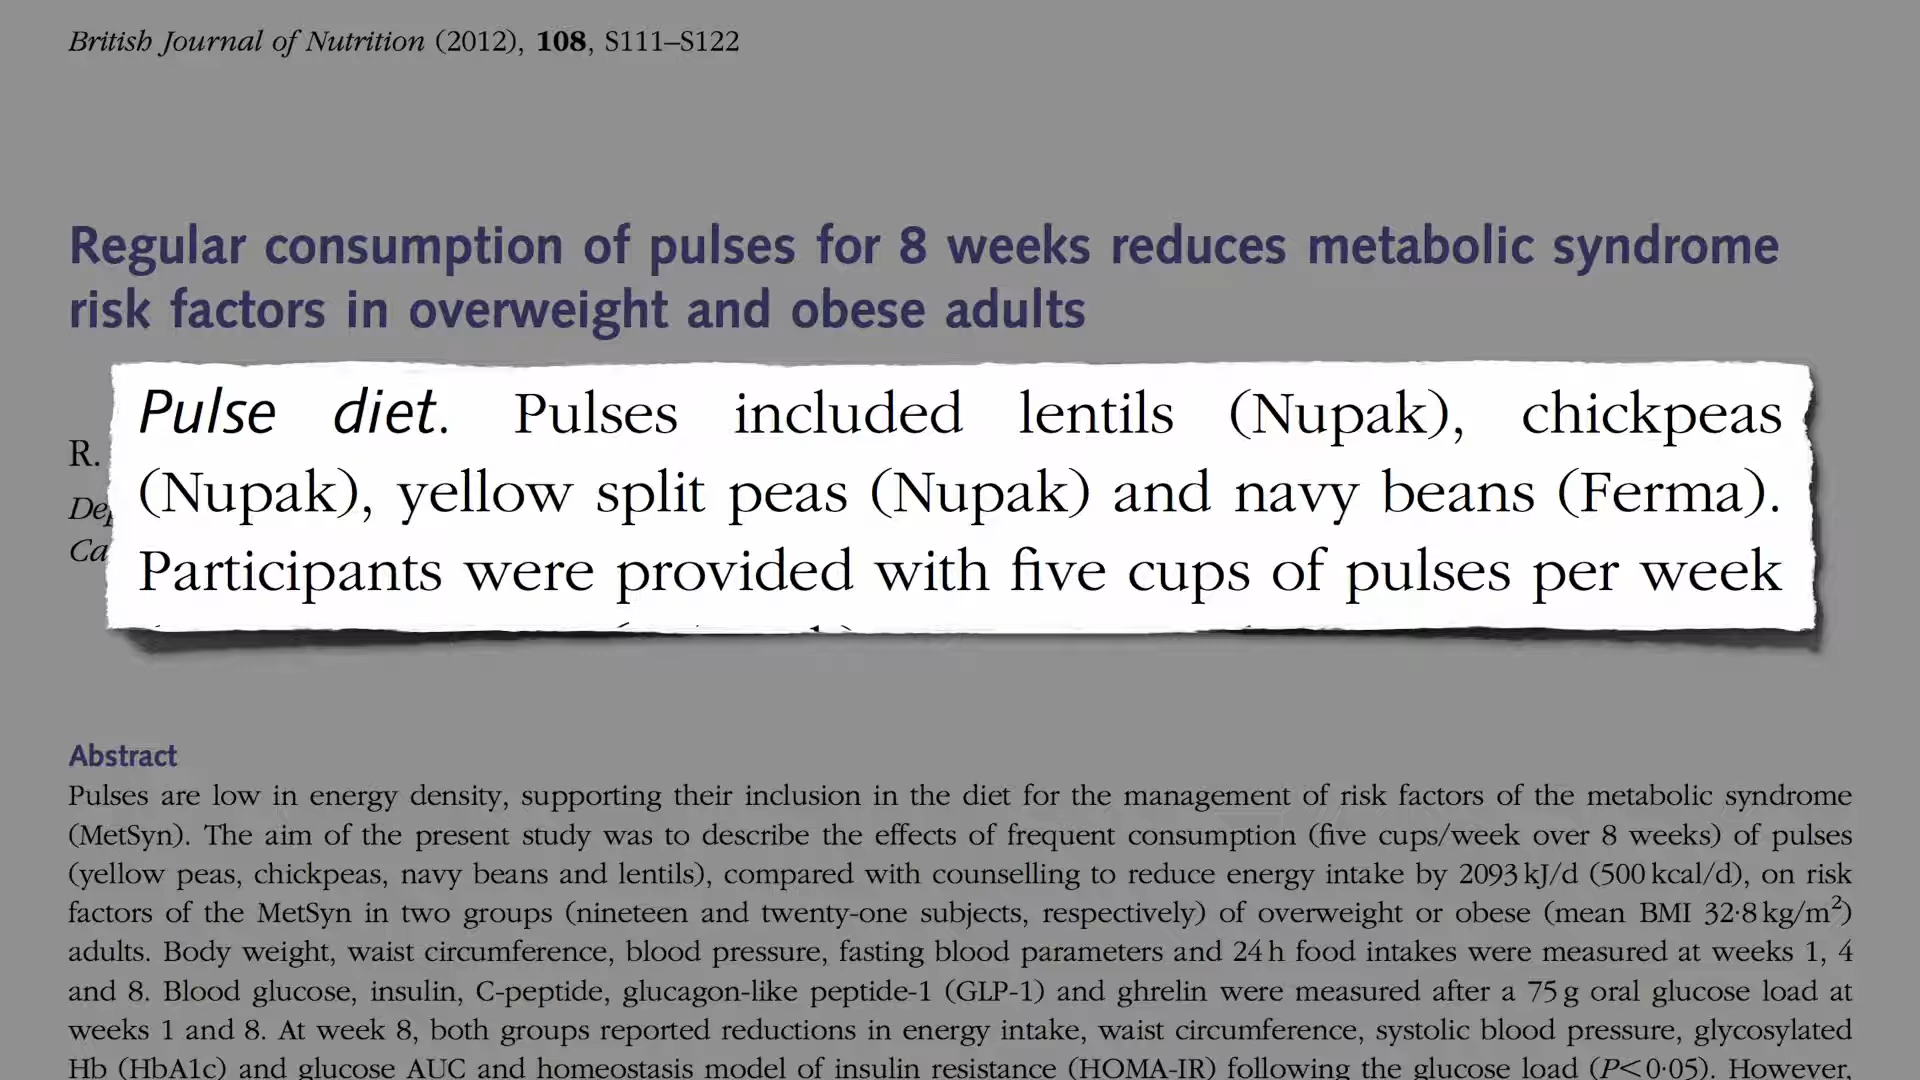 British Journal of Nutrition (2012), 108, S111–S122
Regular consumption of pulses for 8 weeks reduces metabolic syndrome
risk factors in overweight and obese adults
Pulse diet. Pulses included lentils (Nupak), chickpeas
(Nupak), yellow split peas (Nupak) and navy beans (Ferma).
Participants were provided with five cups of pulses per week
R.
Abstract
Pulses are low in energy density, supporting their inclusion in the diet for the management of risk factors of the metabolic syndrome
(MetSyn). The aim of the present study was to describe the effects of frequent consumption (five cups/week over 8 weeks) of pulses
(yellow peas, chickpeas, navy beans and lentils), compared with counselling to reduce energy intake by 2093 kJ/d (500 kcal/d), on risk
factors of the MetSyn in two groups (nineteen and twenty-one subjects, respectively) of overweight or obese (mean BMI 32·8 kg/m²)
adults. Body weight, waist circumference, blood pressure, fasting blood parameters and 24 h food intakes were measured at weeks 1, 4
and 8. Blood glucose, insulin, C-peptide, glucagon-like peptide-1 (GLP-1) and ghrelin were measured after a 75 g oral glucose load at
weeks 1 and 8. At week 8, both groups reported reductions in energy intake, waist circumference, systolic blood pressure, glycosylated
Hb (HbA1c) and glucose AUC and homeostasis model of insulin resistance (HOMA-IR) following the glucose load (P<0·05). However,